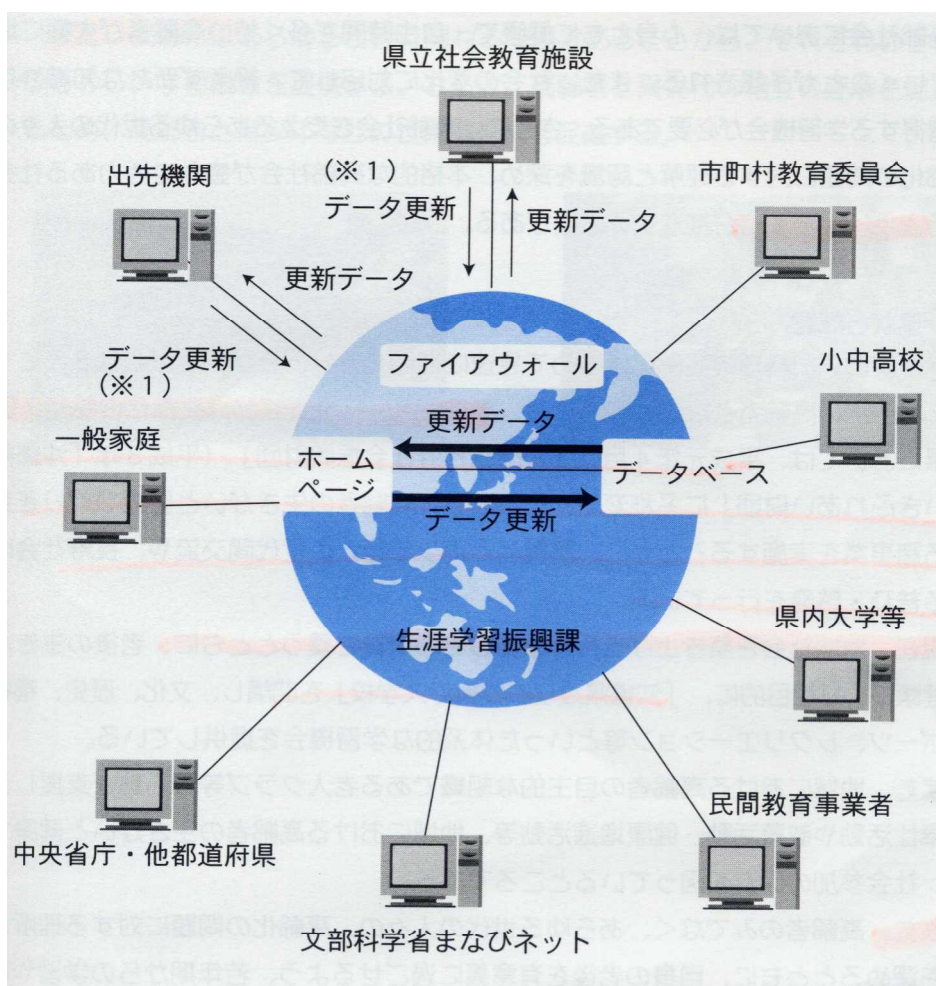 県立社会教育施設
出先機関
(※1)
データ更新
更新データ
市町村教育委員会
更新データ
データ更新
(※1)
ファイアウォール
小中高校
一般家庭
更新データ
ホーム
ページ
データベース
データ更新
県内大学等
生涯学習振興課
民間教育事業者
中央省庁・他都道府県
文部科学省まなびネット